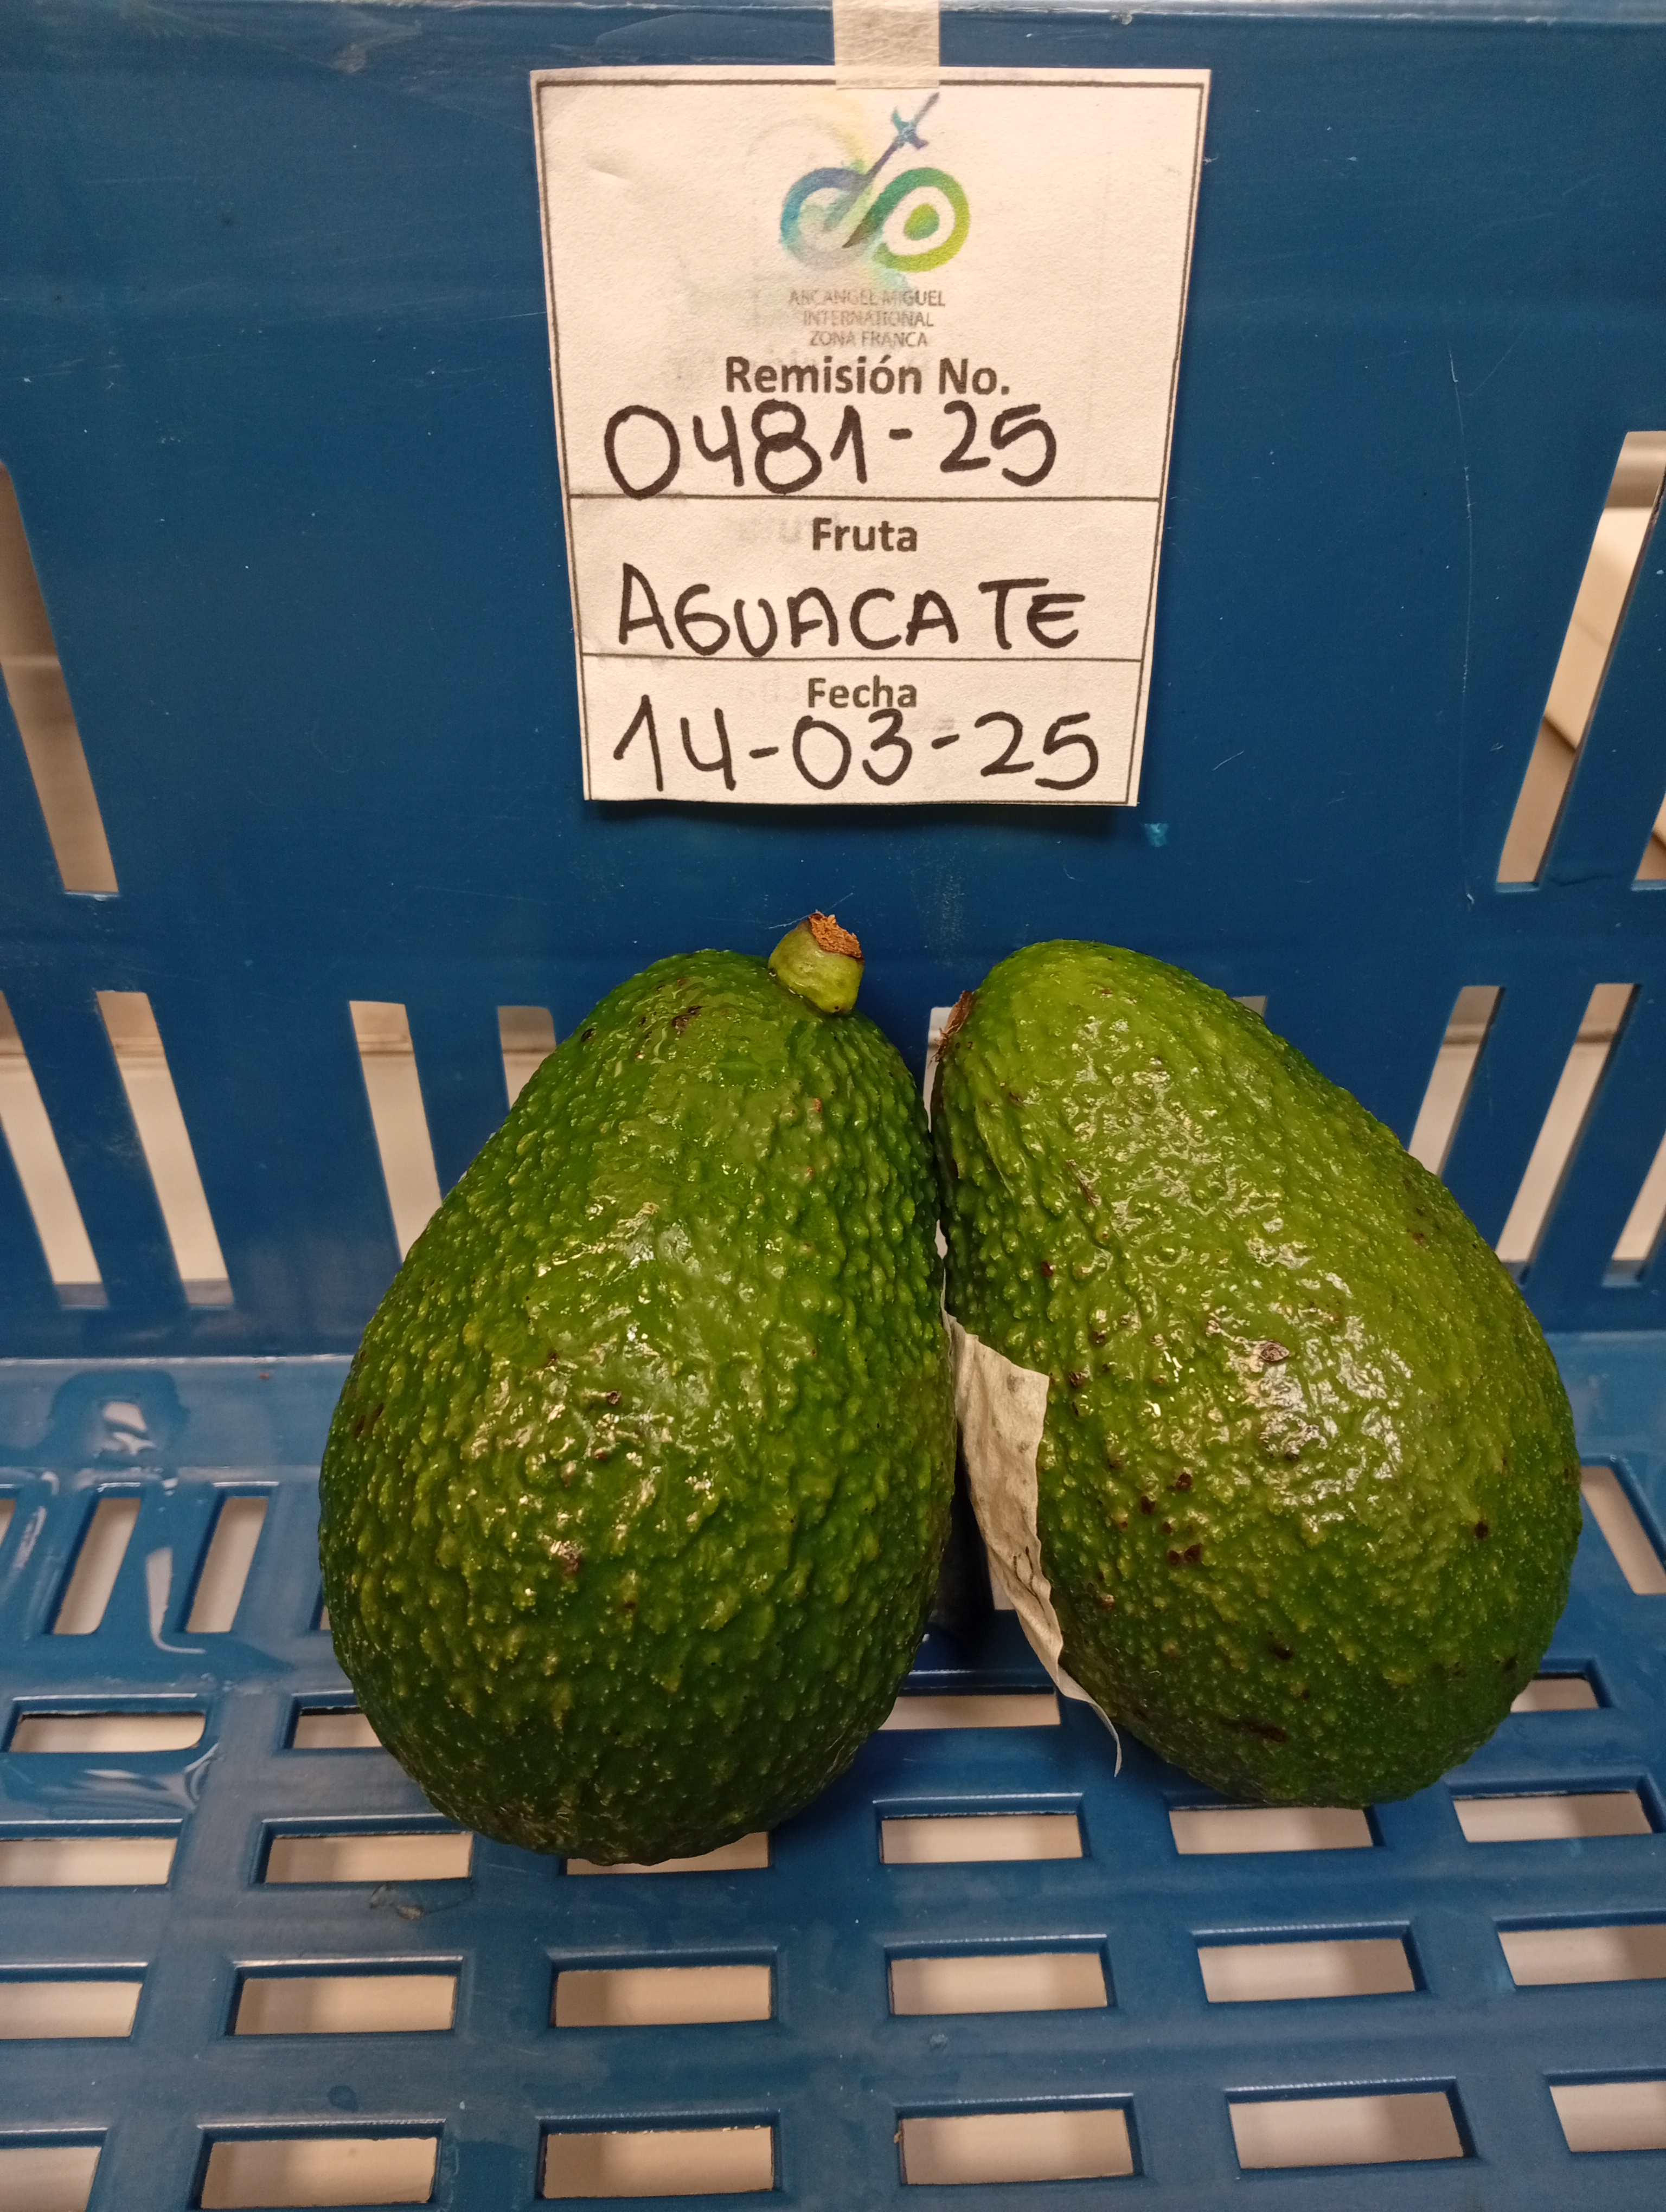 ARCANGEL MIGUEL
INTERNATIONAL
ZONA FRANCA
Remisión No.
0481-25
Fruta
AGUACATE
Fecha
14-03-25